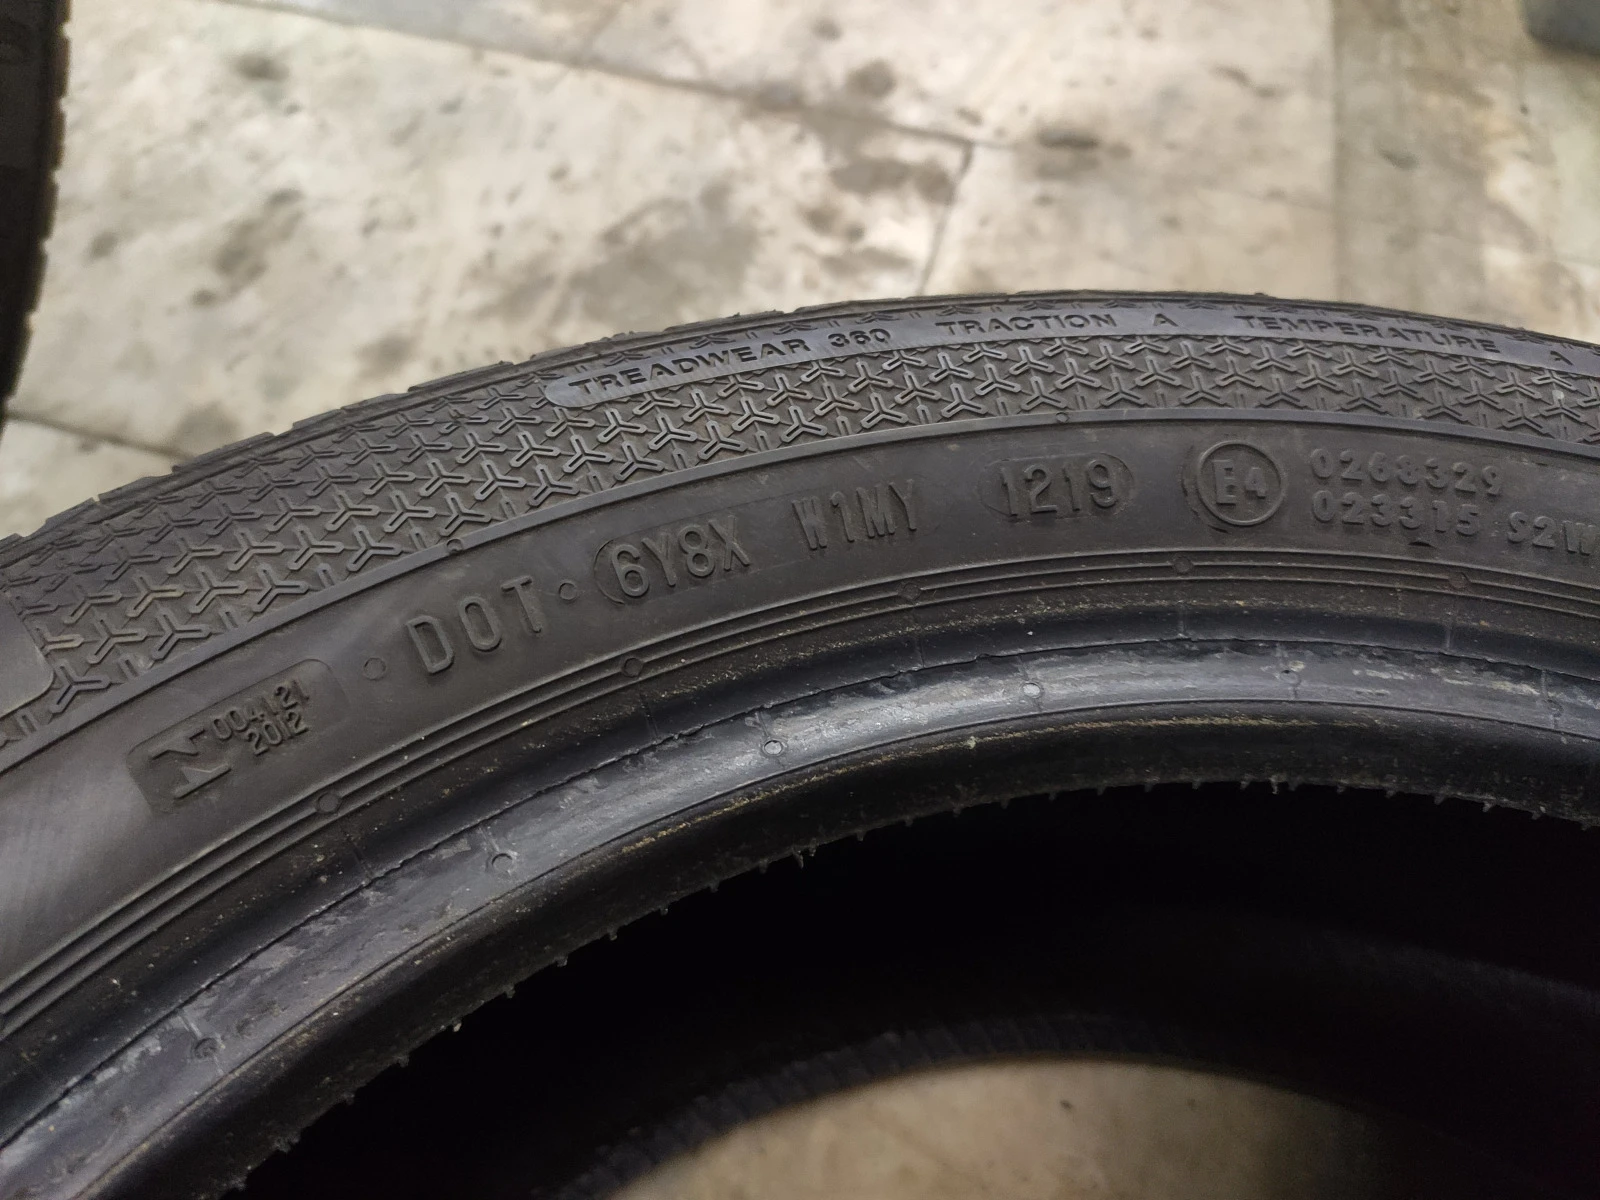 TREADWEAR 360 TRACTION A TEMPERATURE A
DOT 6Y8X W1MY 1219 E4 0268329
023315 S2W
N 004121
2012